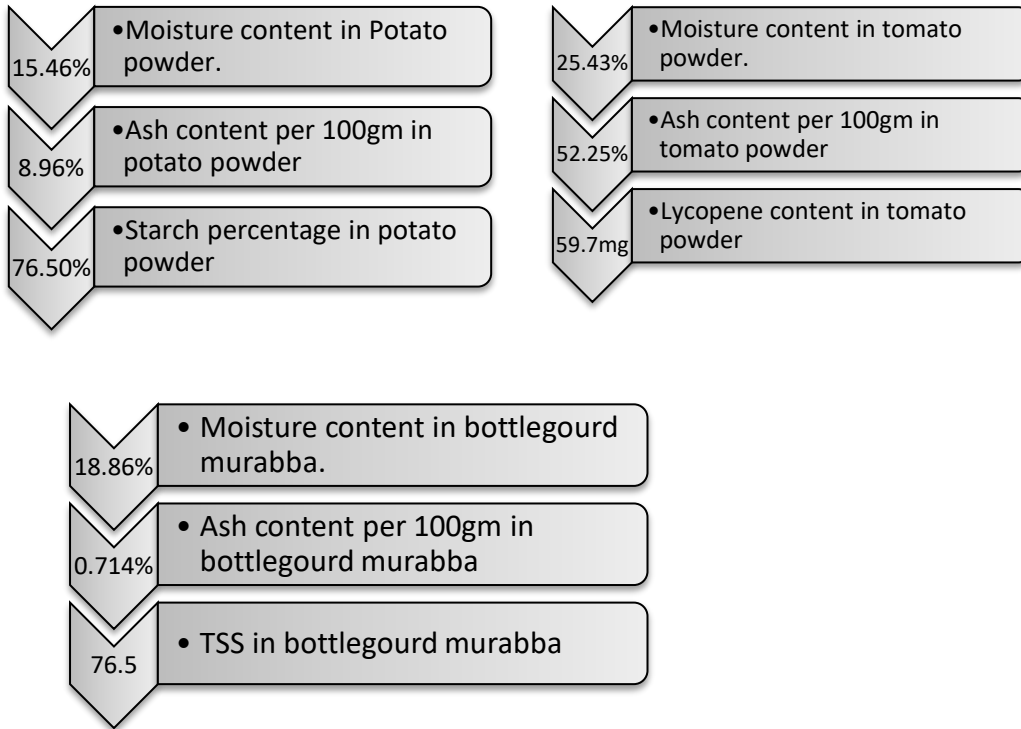 15.46%
•Moisture content in Potato
powder.
8.96%
•Ash content per 100gm in
potato powder
76.50%
•Starch percentage in potato
powder
25.43%
•Moisture content in tomato
powder.
52.25%
•Ash content per 100gm in
tomato powder
59.7mg
•Lycopene content in tomato
powder
18.86%
• Moisture content in bottlegourd
murabba.
0.714%
• Ash content per 100gm in
bottlegourd murabba
76.5
• TSS in bottlegourd murabba